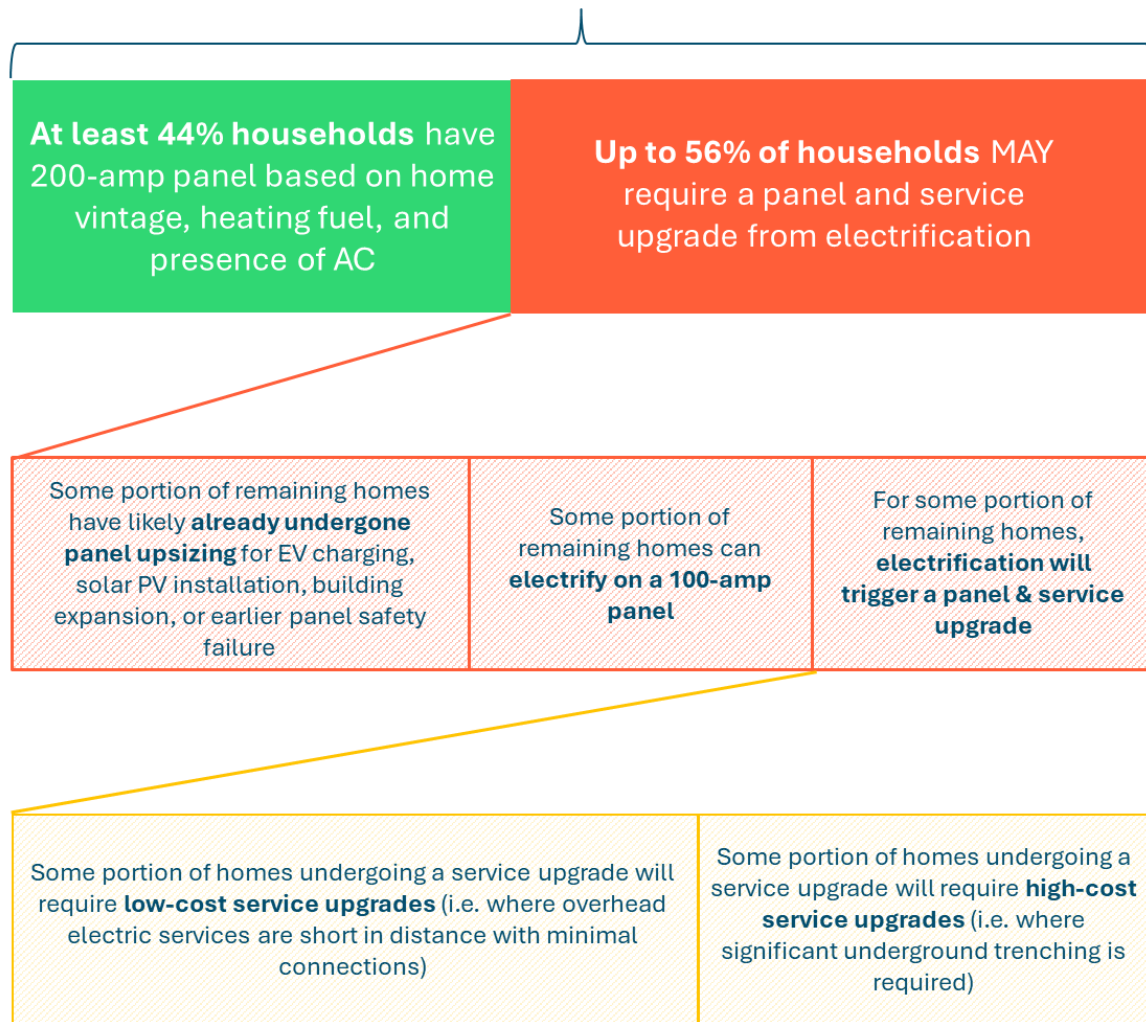 At least 44% households have
200-amp panel based on home
vintage, heating fuel, and
presence of AC
Up to 56% of households MAY
require a panel and service
upgrade from electrification
Some portion of remaining homes
have likely already undergone
panel upsizing for EV charging,
solar PV installation, building
expansion, or earlier panel safety
failure
Some portion of
remaining homes can
electrify on a 100-amp
panel
For some portion of
remaining homes,
electrification will
trigger a panel & service
upgrade
Some portion of homes undergoing a service upgrade will
require low-cost service upgrades (i.e. where overhead
electric services are short in distance with minimal
connections)
Some portion of homes undergoing a
service upgrade will require high-cost
service upgrades (i.e. where
significant underground trenching is
required)